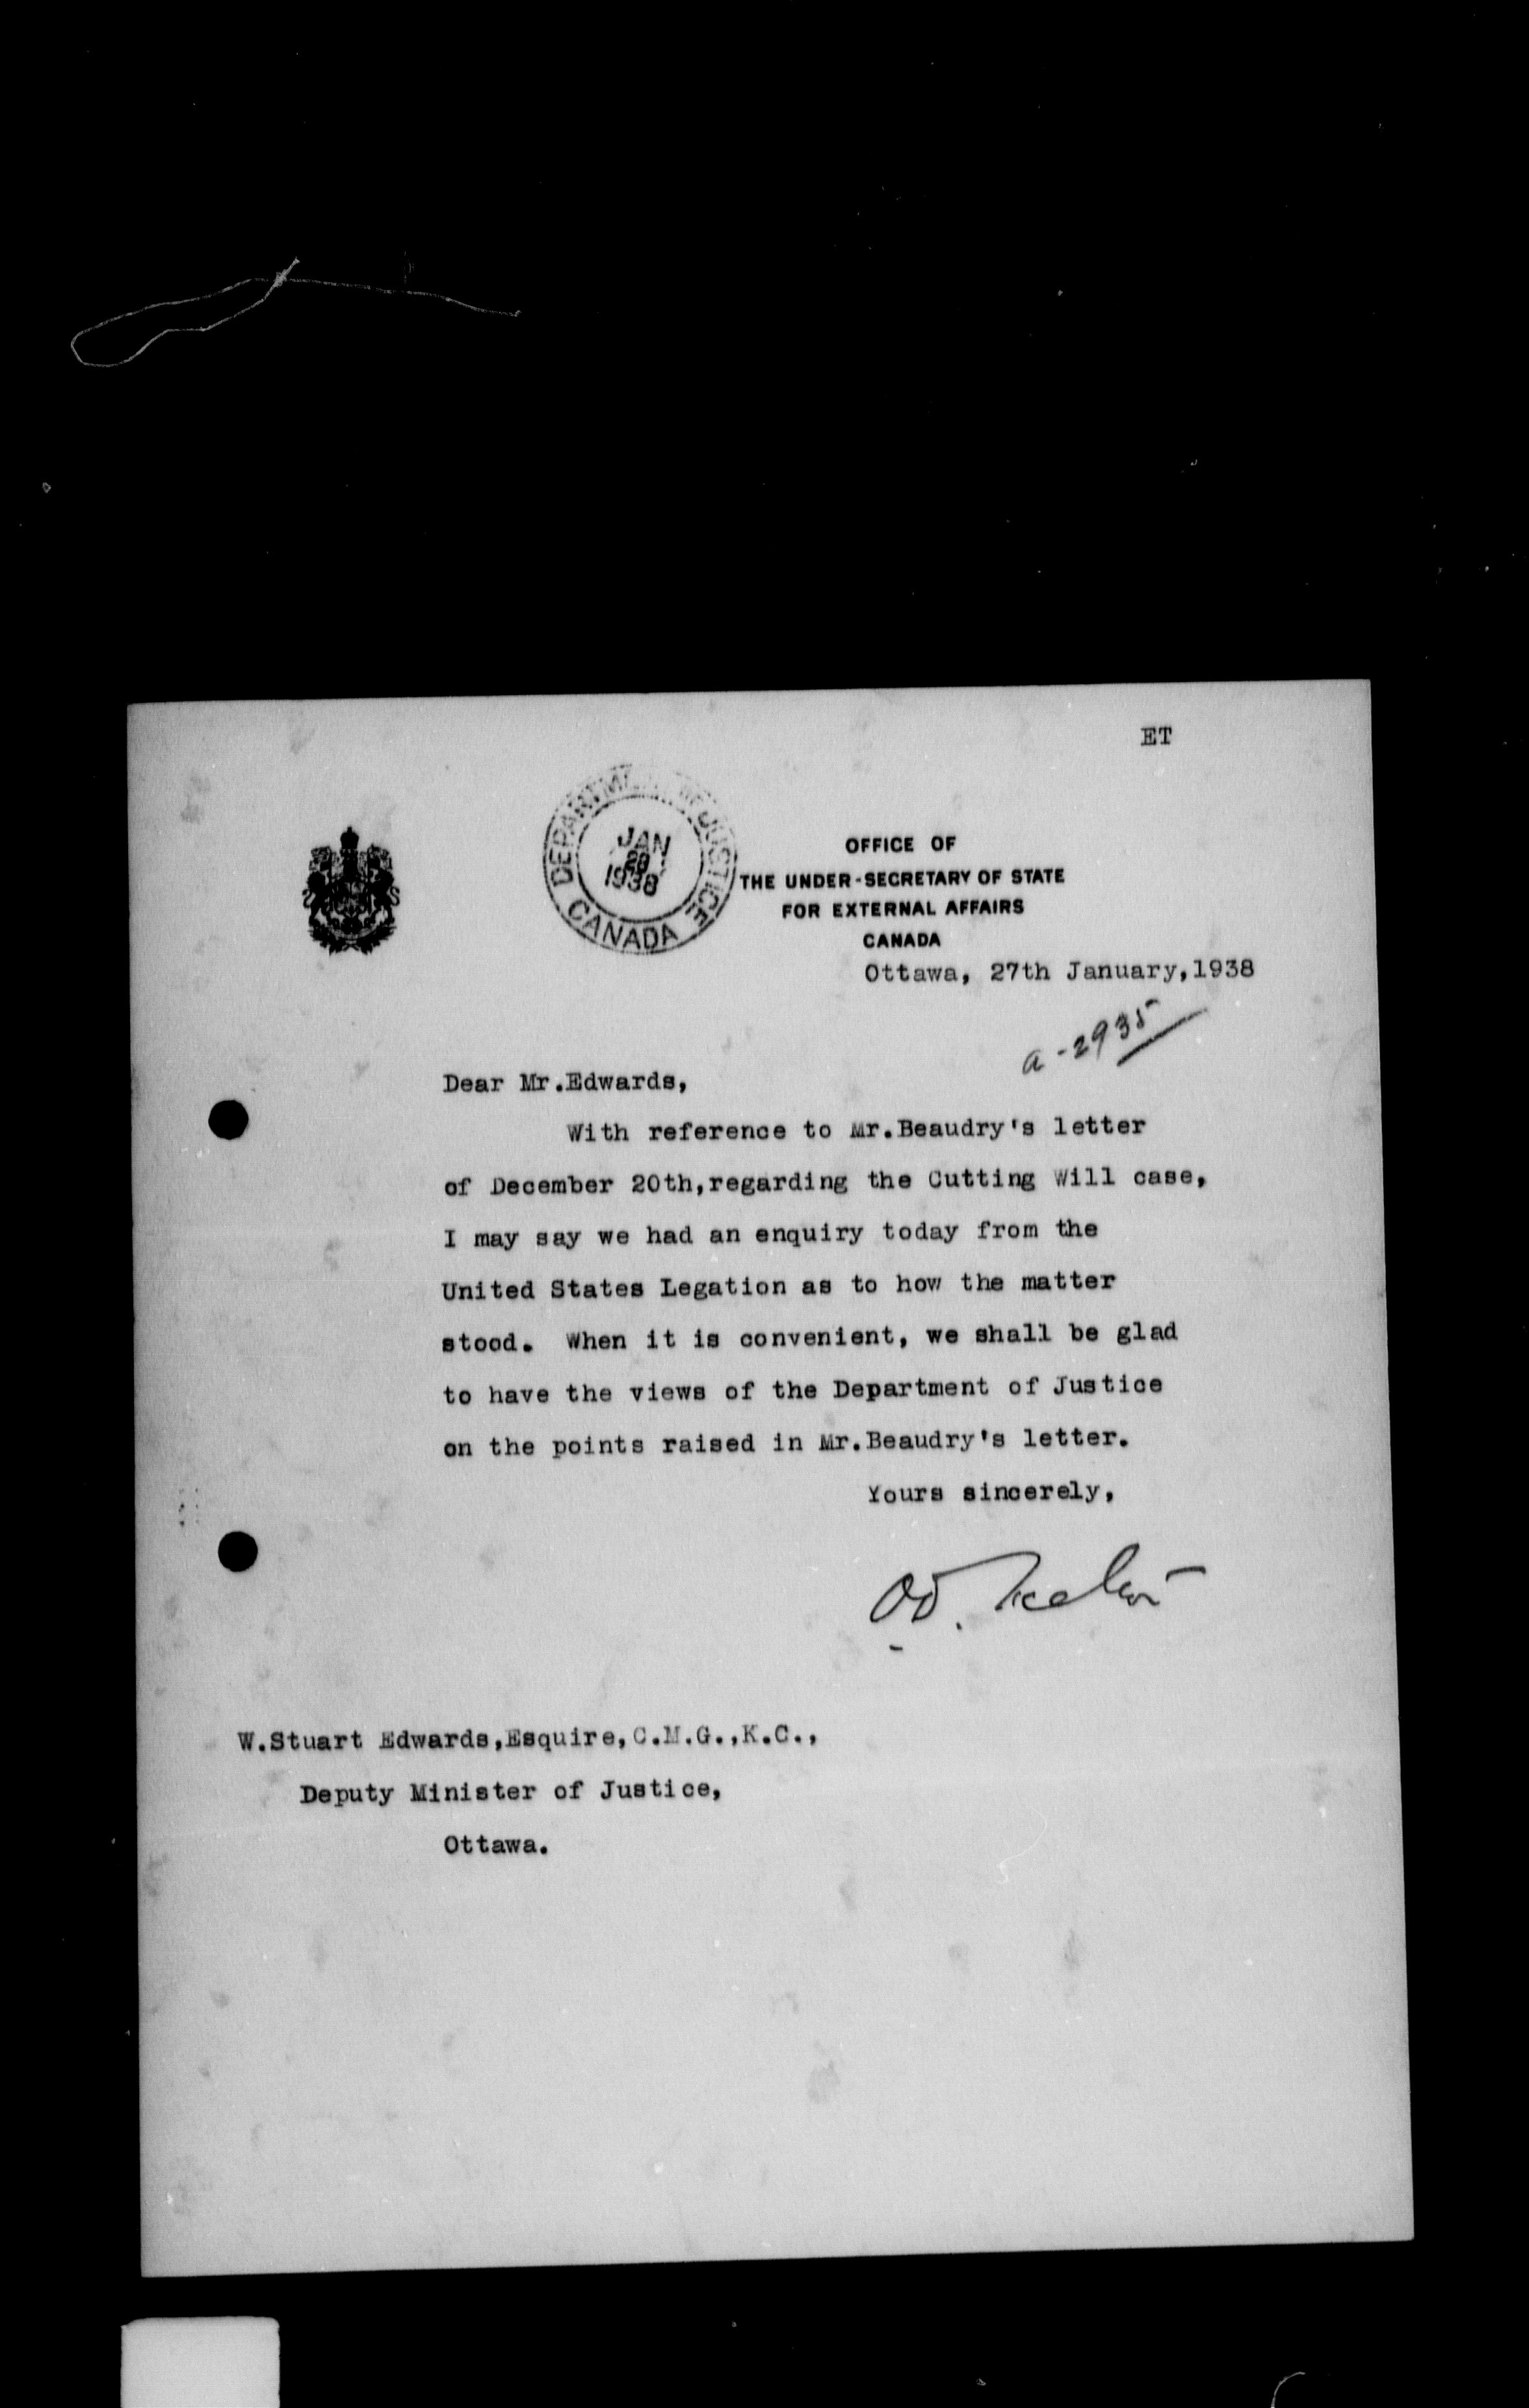 ET
DEPARTMENT OF JUSTICE
JAN
28
1938
CANADA
OFFICE OF
THE UNDER-SECRETARY OF STATE
FOR EXTERNAL AFFAIRS
CANADA
Ottawa, 27th January,1938
a-2935
Dear Mr.Edwards,
With reference to Mr.Beaudry's letter
of December 20th,regarding the Cutting Will case,
I may say we had an enquiry today from the
United States Legation as to how the matter
stood. When it is convenient, we shall be glad
to have the views of the Department of Justice
on the points raised in Mr.Beaudry's letter.
Yours sincerely,
W.Stuart Edwards,Esquire,C.M.G.,K.C.,
Deputy Minister of Justice,
Ottawa.